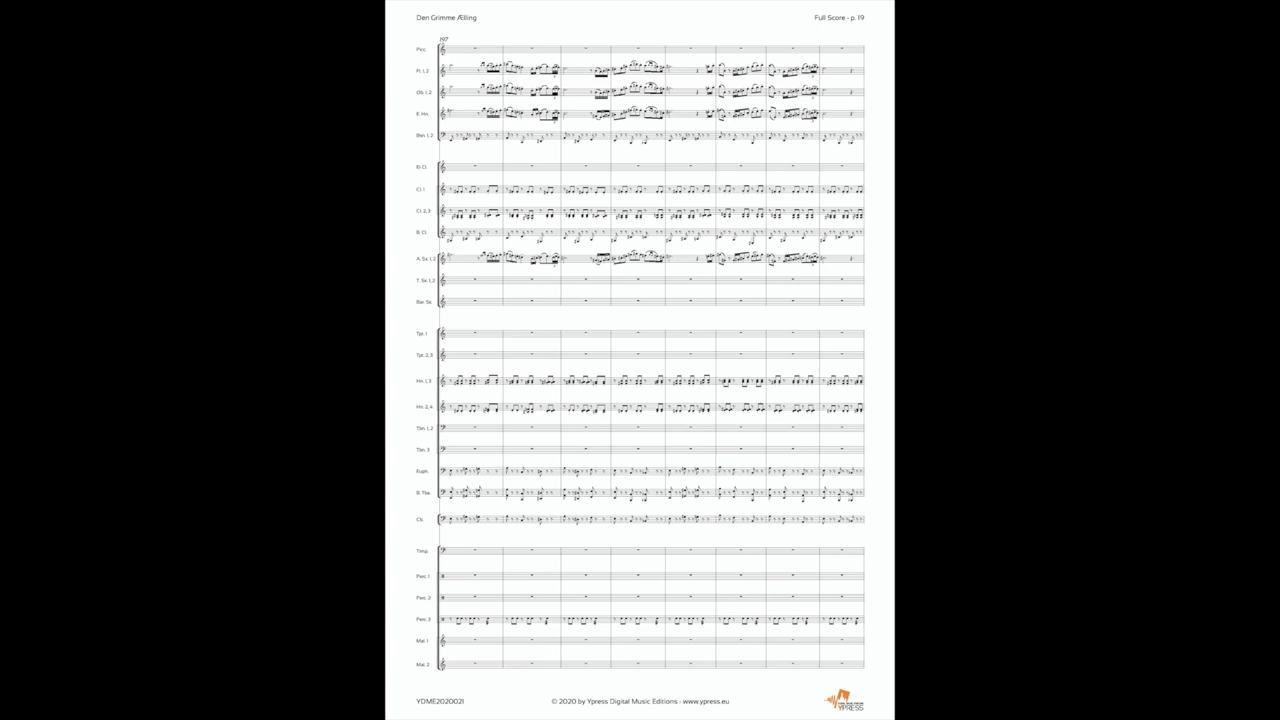 Den Grimme Ælling
Full Score - p. 19
197
Picc.
Fl. 1, 2
Ob. 1, 2
E. Hn.
Bsn. 1, 2
Eb Cl.
Cl. 1
Cl. 2, 3
B. Cl.
A. Sx. 1, 2
T. Sx. 1, 2
Bar. Sx.
Tpt. 1
Tpt. 2, 3
Hn. 1, 3
Hn. 2, 4
Tbn. 1, 2
Tbn. 3
Euph.
B. Tba.
Cb.
Timp.
Perc. 1
Perc. 2
Perc. 3
Mal. 1
Mal. 2
YDME2020021
© 2020 by Ypress Digital Music Editions - www.ypress.eu
YPRESS